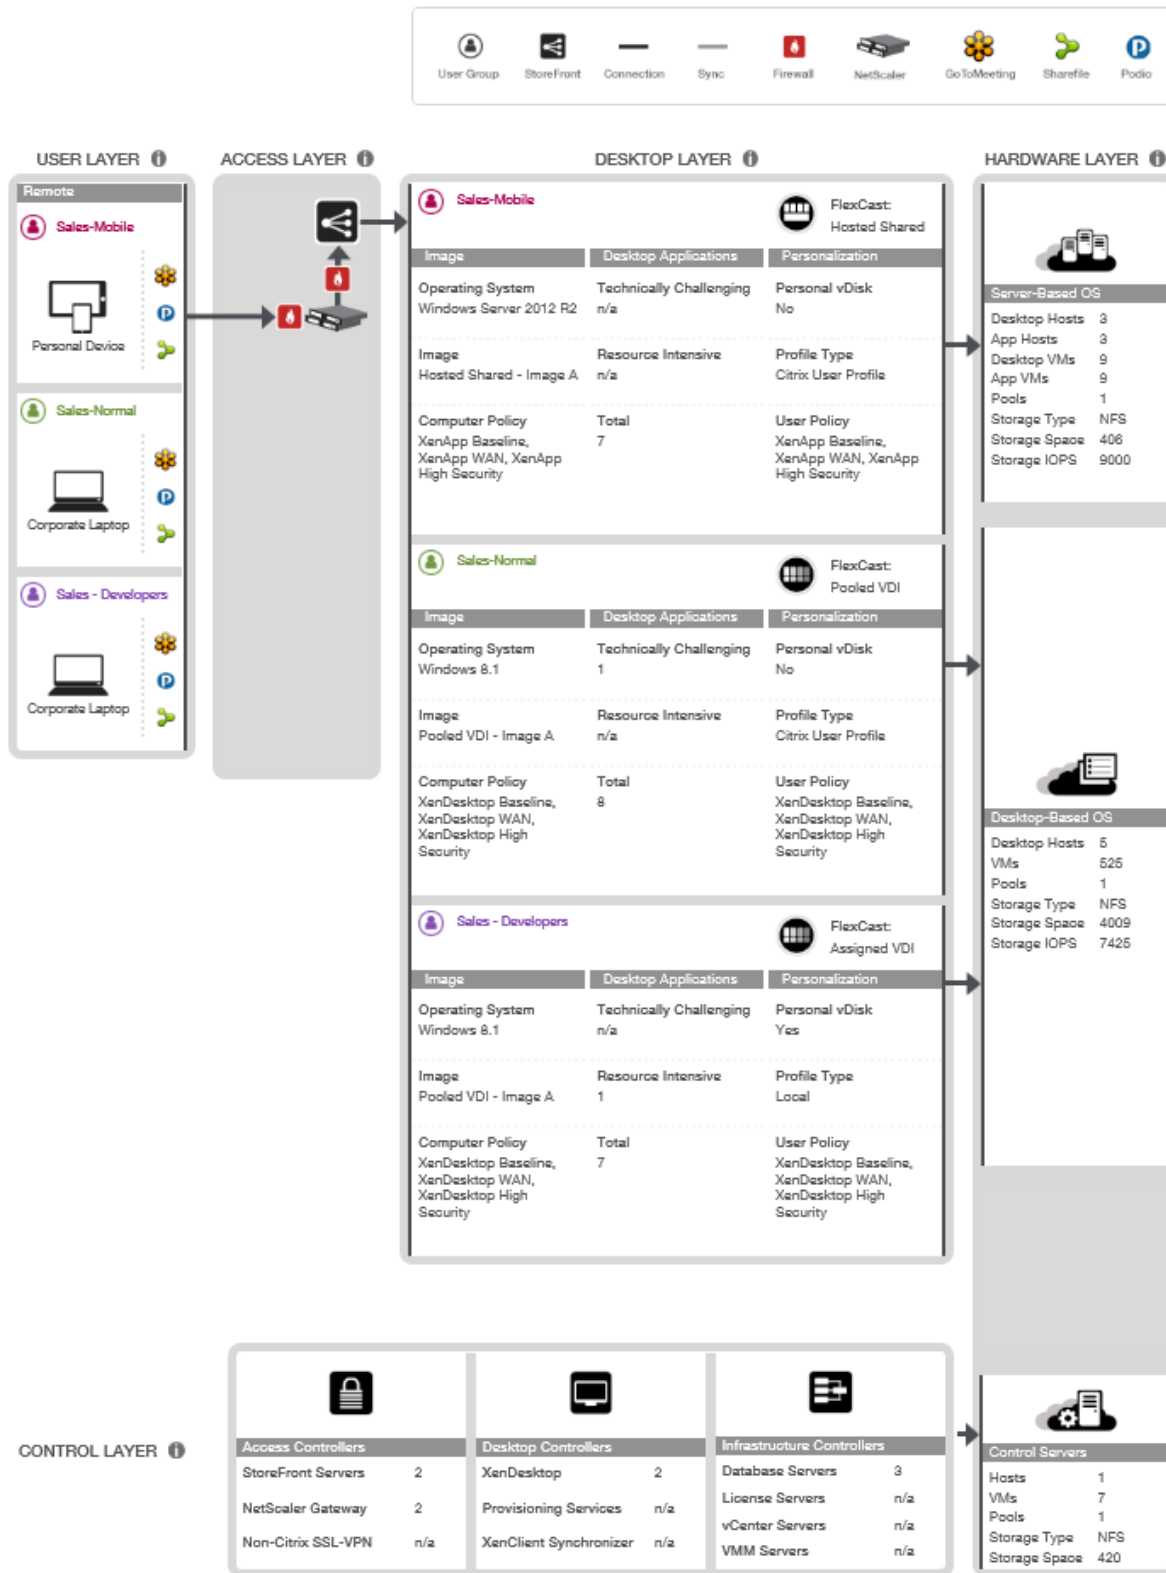 User Group StoreFront Connection Sync Firewall NetScaler GoToMeeting Sharefile Podio
USER LAYER
ACCESS LAYER
DESKTOP LAYER
HARDWARE LAYER
Remote
Sales-Mobile
Personal Device
Sales-Normal
Corporate Laptop
Sales - Developers
Corporate Laptop
Sales-Mobile
FlexCast:
Hosted Shared
Image Desktop Applications Personalization
Operating System Technically Challenging Personal vDisk
Windows Server 2012 R2 n/a No
Image Resource Intensive Profile Type
Hosted Shared - Image A n/a Citrix User Profile
Computer Policy Total User Policy
XenApp Baseline, 7 XenApp Baseline,
XenApp WAN, XenApp XenApp WAN, XenApp
High Security High Security
Sales-Normal
FlexCast:
Pooled VDI
Image Desktop Applications Personalization
Operating System Technically Challenging Personal vDisk
Windows 8.1 1 No
Image Resource Intensive Profile Type
Pooled VDI - Image A n/a Citrix User Profile
Computer Policy Total User Policy
XenDesktop Baseline, 8 XenDesktop Baseline,
XenDesktop WAN, XenDesktop WAN,
XenDesktop High XenDesktop High
Security Security
Sales - Developers
FlexCast:
Assigned VDI
Image Desktop Applications Personalization
Operating System Technically Challenging Personal vDisk
Windows 8.1 n/a Yes
Image Resource Intensive Profile Type
Pooled VDI - Image A 1 Local
Computer Policy Total User Policy
XenDesktop Baseline, 7 XenDesktop Baseline,
XenDesktop WAN, XenDesktop WAN,
XenDesktop High XenDesktop High
Security Security
Server-Based OS
Desktop Hosts 3
App Hosts 3
Desktop VMs 9
App VMs 9
Pools 1
Storage Type NFS
Storage Space 406
Storage IOPS 9000
Desktop-Based OS
Desktop Hosts 5
VMs 525
Pools 1
Storage Type NFS
Storage Space 4009
Storage IOPS 7425
CONTROL LAYER
Access Controllers
StoreFront Servers 2
NetScaler Gateway 2
Non-Citrix SSL-VPN n/a
Desktop Controllers
XenDesktop 2
Provisioning Services n/a
XenClient Synchronizer n/a
Infrastructure Controllers
Database Servers 3
License Servers n/a
vCenter Servers n/a
VMM Servers n/a
Control Servers
Hosts 1
VMs 7
Pools 1
Storage Type NFS
Storage Space 420